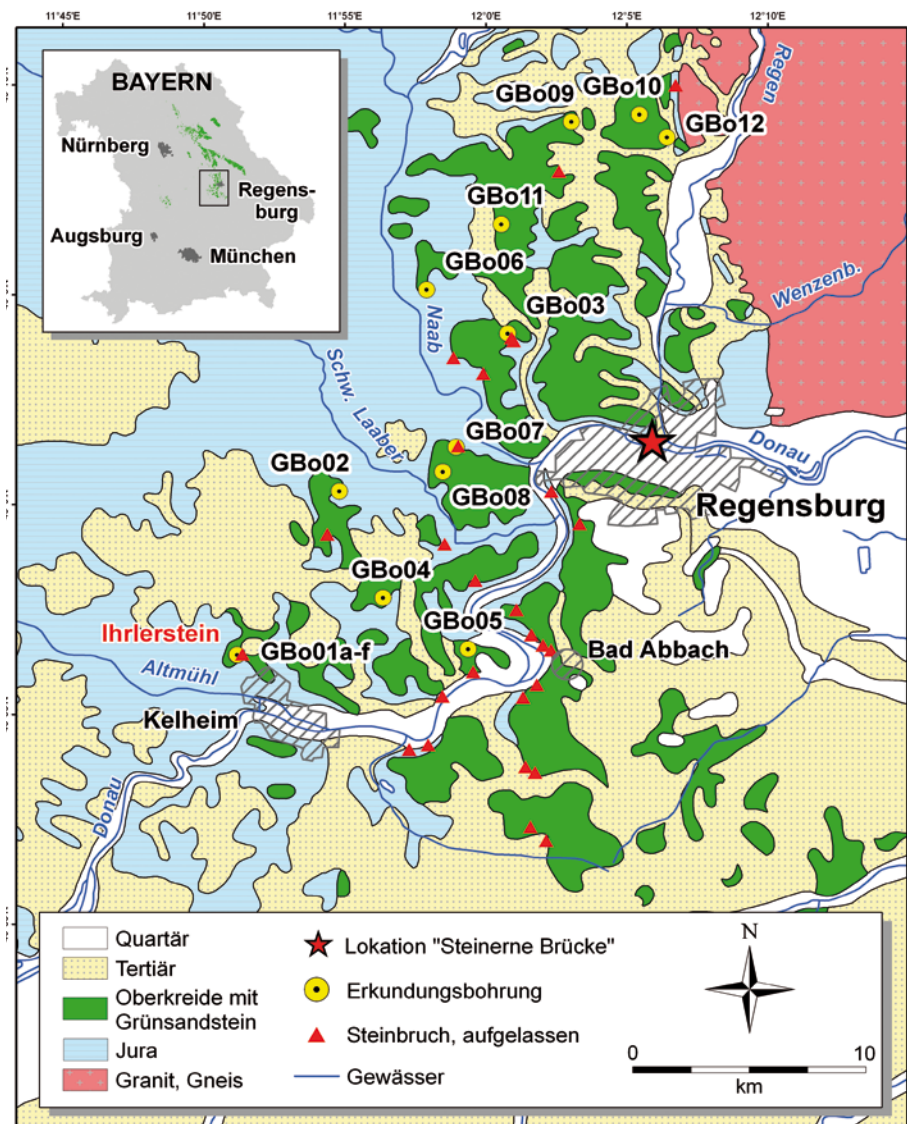 11°45'E
11°50'E
11°55'E
12°0'E
12°5'E
12°10'E
BAYERN
Nürnberg
Regens-
burg
Augsburg
München
GBo09
GBo10
GBo12
Regen
GBo11
GBo06
GBo03
Wenzenb.
Naab
Schw. Laaber
GBo07
GBo02
GBo08
Donau
Regensburg
GBo04
Ihrlerstein
GBo05
GBo01a-f
Bad Abbach
Altmühl
Kelheim
Donau
Quartär
Tertiär
Oberkreide mit
Grünsandstein
Jura
Granit, Gneis
Lokation "Steinerne Brücke"
Erkundungsbohrung
Steinbruch, aufgelassen
Gewässer
N
0
10
km